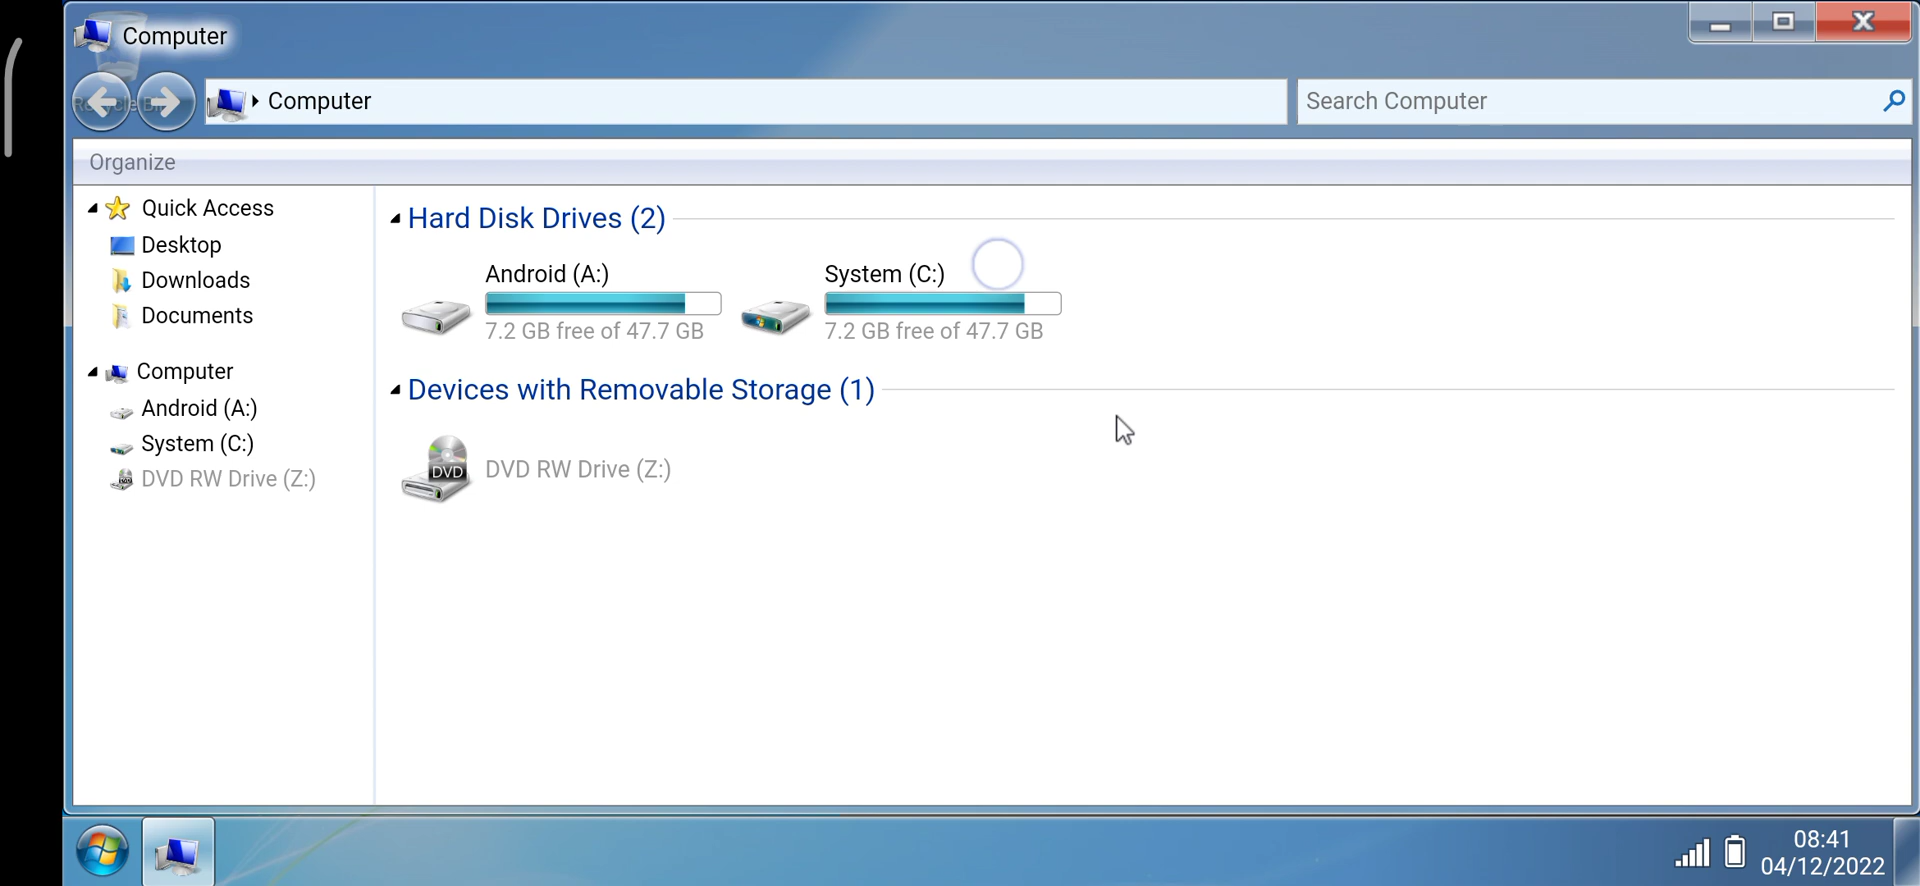 Computer
Recycle Bin
Computer
Search Computer
Organize
Quick Access
Desktop
Downloads
Documents
Computer
Android (A:)
System (C:)
DVD RW Drive (Z:)
Hard Disk Drives (2)
Android (A:)
7.2 GB free of 47.7 GB
System (C:)
7.2 GB free of 47.7 GB
Devices with Removable Storage (1)
DVD
DVD RW Drive (Z:)
08:41
04/12/2022